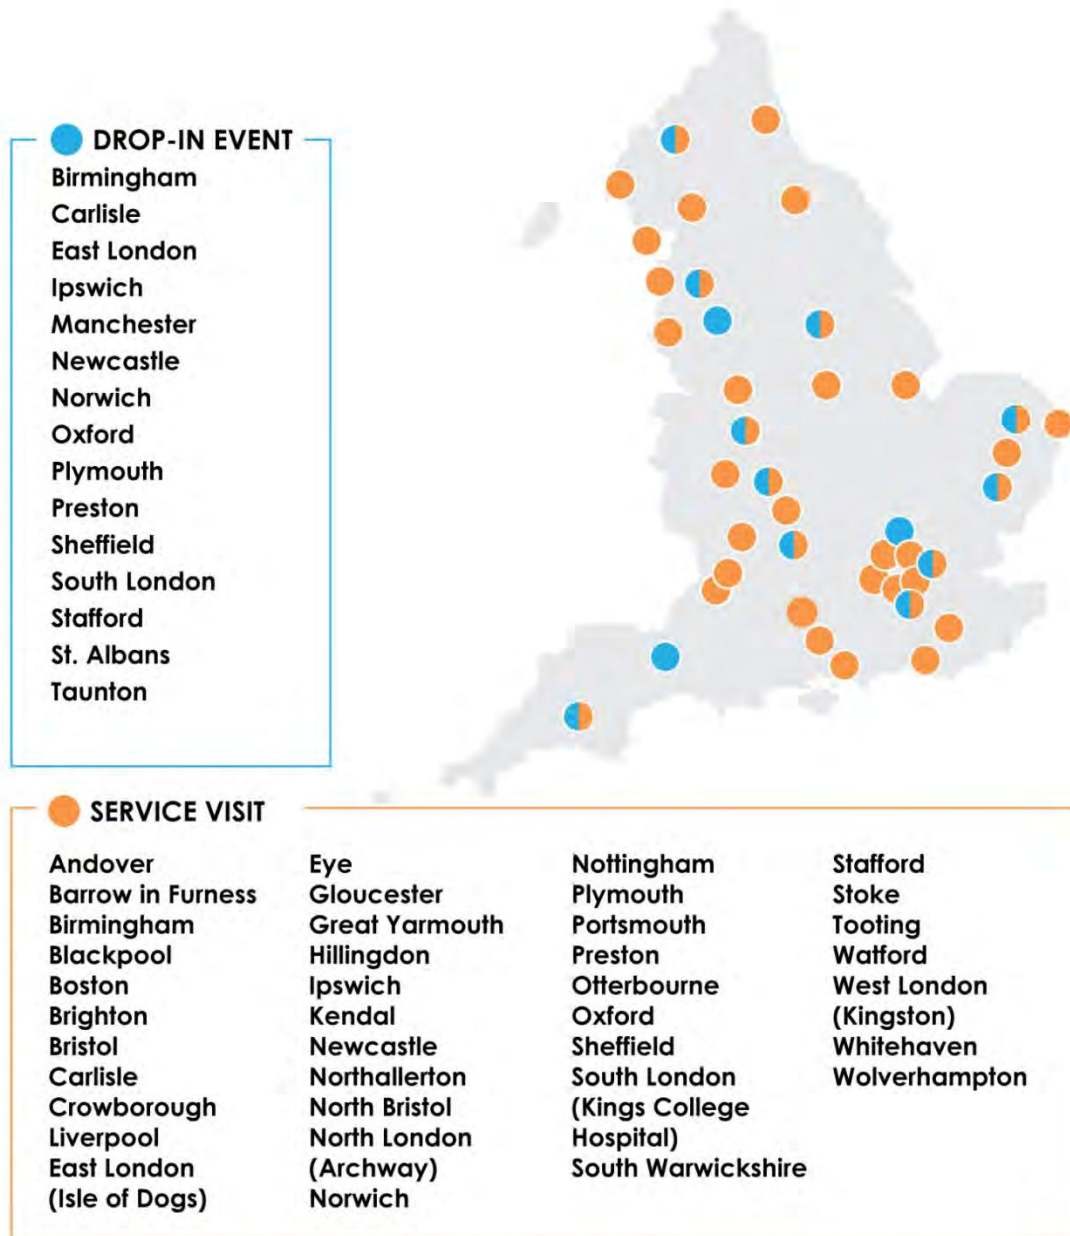 DROP-IN EVENT
Birmingham
Carlisle
East London
Ipswich
Manchester
Newcastle
Norwich
Oxford
Plymouth
Preston
Sheffield
South London
Stafford
St. Albans
Taunton
SERVICE VISIT
Andover
Barrow in Furness
Birmingham
Blackpool
Boston
Brighton
Bristol
Carlisle
Crowborough
Liverpool
East London
(Isle of Dogs)
Eye
Gloucester
Great Yarmouth
Hillingdon
Ipswich
Kendal
Newcastle
Northallerton
North Bristol
North London
(Archway)
Norwich
Nottingham
Plymouth
Portsmouth
Preston
Otterbourne
Oxford
Sheffield
South London
(Kings College
Hospital)
South Warwickshire
Stafford
Stoke
Tooting
Watford
West London
(Kingston)
Whitehaven
Wolverhampton